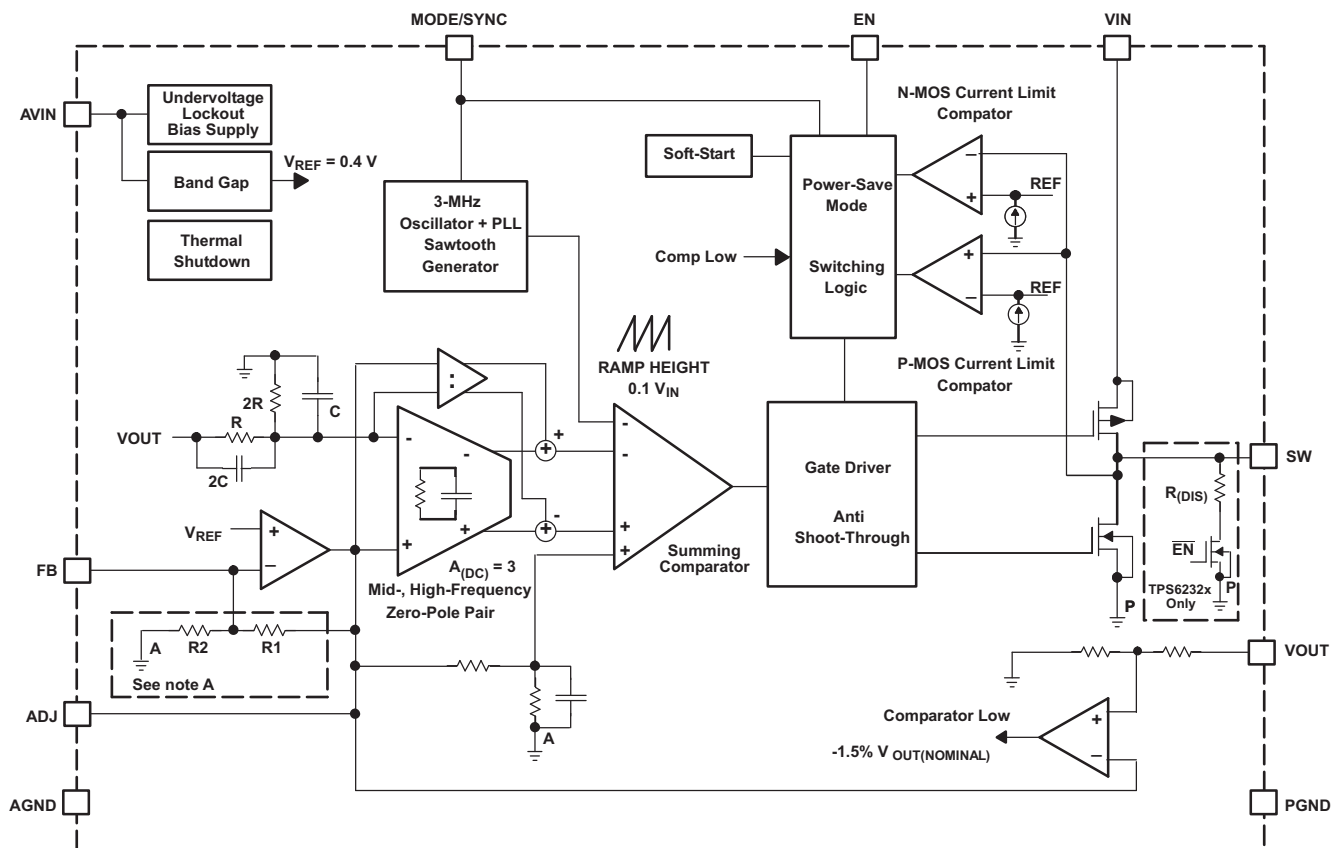 MODE/SYNC
EN
VIN
AVIN
Undervoltage
Lockout
Bias Supply
Band Gap
V REF = 0.4 V
Thermal
Shutdown
3-MHz
Oscillator + PLL
Sawtooth
Generator
Soft-Start
Power-Save
Mode
Switching
Logic
Comp Low
N-MOS Current Limit
Compator
−
+
REF
+
−
REF
P-MOS Current Limit
Compator
RAMP HEIGHT
0.1 V IN
2R
C
R
VOUT
2C
:
-
-
+
+
A (DC) = 3
Mid-, High-Frequency
Zero-Pole Pair
+
-
-
-
+
+
Summing
Comparator
Gate Driver
Anti
Shoot-Through
SW
R (DIS)
EN
TPS6232x
Only
P
P
V REF
+
−
FB
A
R2
R1
See note A
ADJ
A
VOUT
Comparator Low
-1.5% V OUT(NOMINAL)
+
−
AGND
PGND